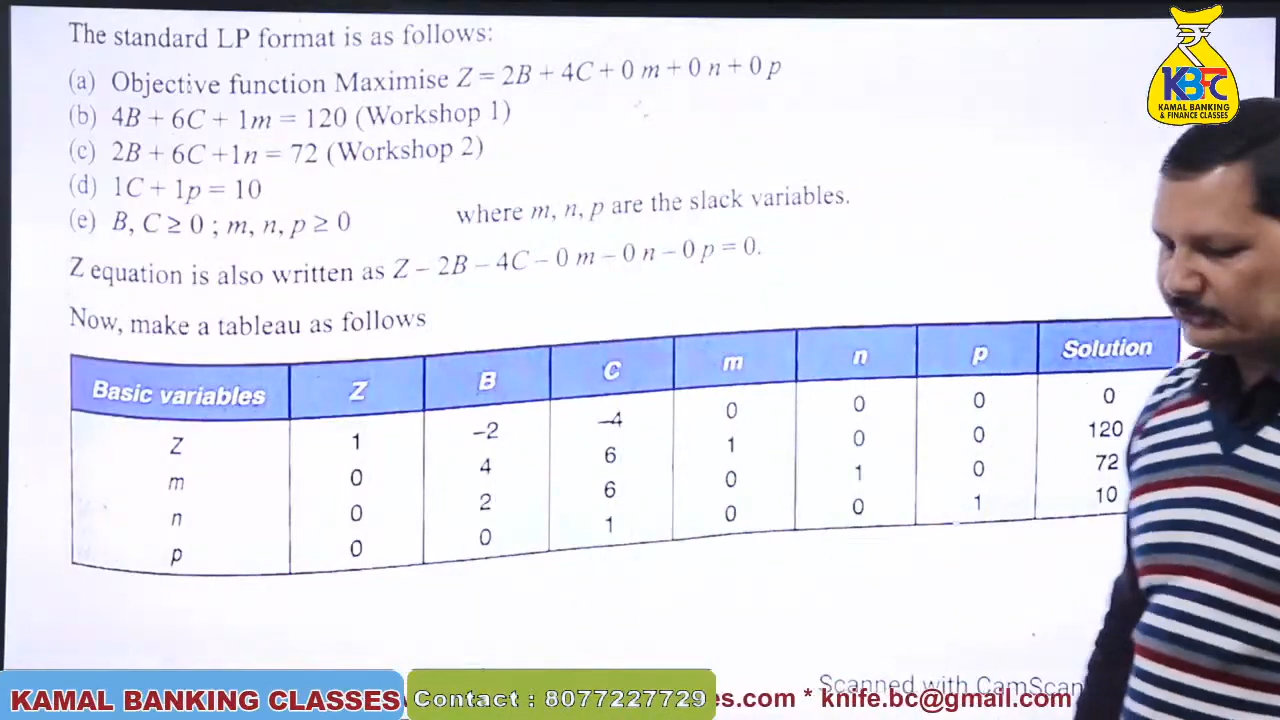 The standard LP format is as follows:
(a) Objective function Maximise Z = 2B + 4C + 0 m + 0 n + 0 p
(b) 4B + 6C + 1m = 120 (Workshop 1)
(c) 2B + 6C +1n = 72 (Workshop 2)
(d) 1C + 1p = 10
(e) B, C ≥ 0 ; m, n, p ≥ 0 where m, n, p are the slack variables.
Z equation is also written as Z – 2B – 4C – 0 m – 0 n – 0 p = 0.
Now, make a tableau as follows
Basic variables Z B C m n p Solution
Z 1 –2 –4 0 0 0 0
m 0 4 6 1 0 0 120
n 0 2 6 0 1 0 72
p 0 0 1 0 0 1 10
KBFC
KAMAL BANKING
& FINANCE CLASSES
Scanned with CamScan
KAMAL BANKING CLASSES Contact : 8077227729 es.com * knife.bc@gmail.com